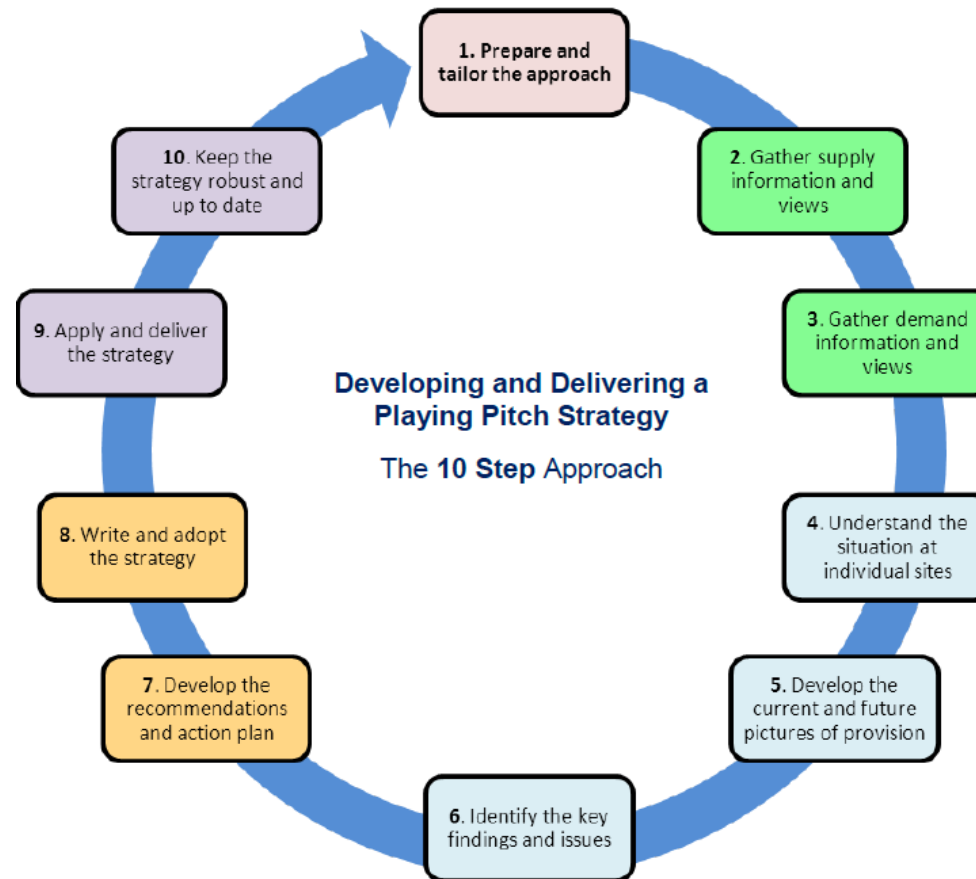 1. Prepare and
tailor the approach
2. Gather supply
information and
views
3. Gather demand
information and
views
4. Understand the
situation at
individual sites
5. Develop the
current and future
pictures of provision
6. Identify the key
findings and issues
7. Develop the
recommendations
and action plan
8. Write and adopt
the strategy
9. Apply and deliver
the strategy
10. Keep the
strategy robust and
up to date
Developing and Delivering a
Playing Pitch Strategy
The 10 Step Approach